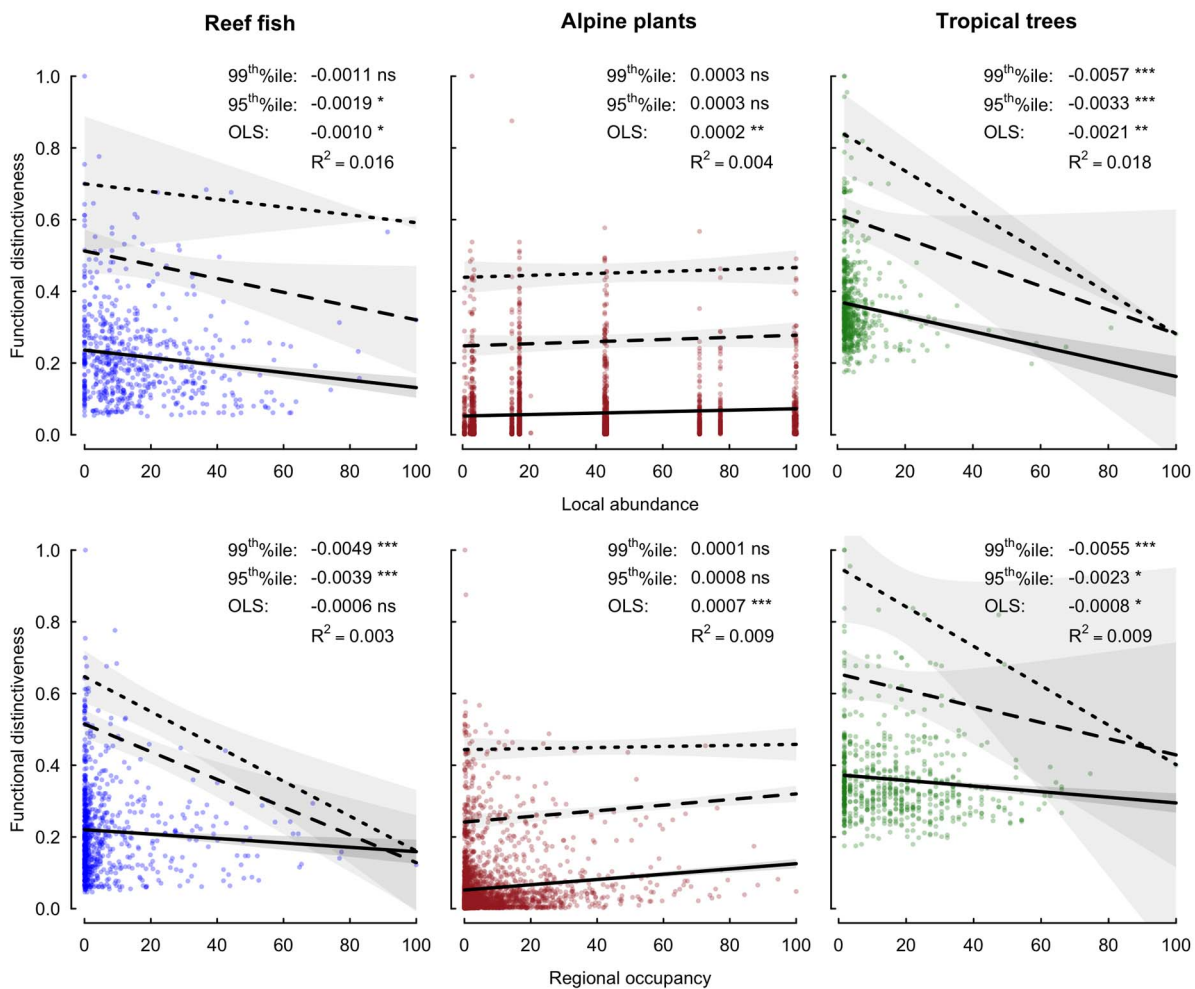 Reef fish Alpine plants Tropical trees
99th%ile: -0.0011 ns
95th%ile: -0.0019 *
OLS: -0.0010 *
R2 = 0.016
99th%ile: 0.0003 ns
95th%ile: 0.0003 ns
OLS: 0.0002 **
R2 = 0.004
99th%ile: -0.0057 ***
95th%ile: -0.0033 ***
OLS: -0.0021 **
R2 = 0.018
Functional distinctiveness
1.0
0.8
0.6
0.4
0.2
0.0
0 20 40 60 80 100
0 20 40 60 80 100
0 20 40 60 80 100
Local abundance
99th%ile: -0.0049 ***
95th%ile: -0.0039 ***
OLS: -0.0006 ns
R2 = 0.003
99th%ile: 0.0001 ns
95th%ile: 0.0008 ns
OLS: 0.0007 ***
R2 = 0.009
99th%ile: -0.0055 ***
95th%ile: -0.0023 *
OLS: -0.0008 *
R2 = 0.009
Functional distinctiveness
1.0
0.8
0.6
0.4
0.2
0.0
0 20 40 60 80 100
0 20 40 60 80 100
0 20 40 60 80 100
Regional occupancy